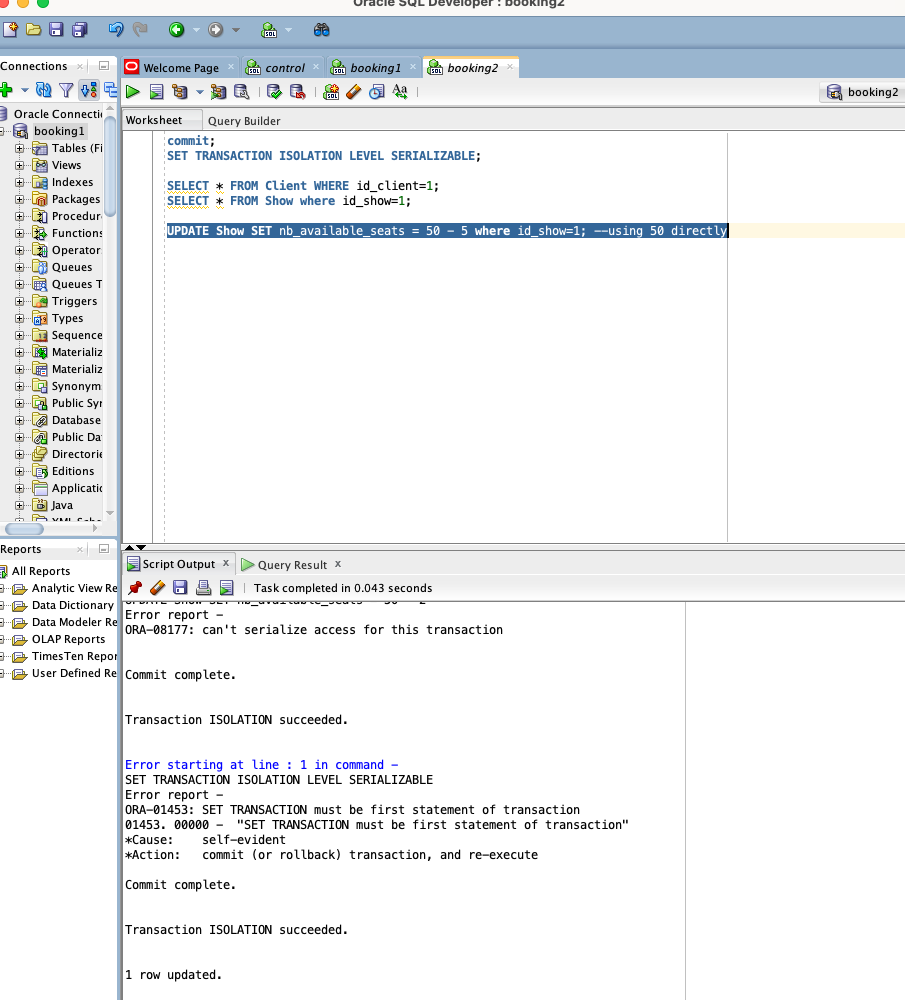 Oracle SQL Developer : booking2
Connections
Welcome Page
control
booking1
booking2
booking2
Worksheet
Query Builder
Oracle Connecti
booking1
Tables (Fi
Views
Indexes
Packages
Procedur
Functions
Operator
Queues
Queues T
Triggers
Types
Sequence
Materializ
Materializ
Synonym
Public Syn
Database
Public Da
Directorie
Editions
Applicatio
Java
commit;
SET TRANSACTION ISOLATION LEVEL SERIALIZABLE;
SELECT * FROM Client WHERE id_client=1;
SELECT * FROM Show where id_show=1;
UPDATE Show SET nb_available_seats = 50 - 5 where id_show=1; --using 50 directly
Reports
All Reports
Analytic View Re
Data Dictionary
Data Modeler Re
OLAP Reports
TimesTen Repor
User Defined Re
Script Output
Query Result
Task completed in 0.043 seconds
UPDATE Show SET nb_available_seats = 50 - 2
Error report -
ORA-08177: can't serialize access for this transaction
Commit complete.
Transaction ISOLATION succeeded.
Error starting at line : 1 in command -
SET TRANSACTION ISOLATION LEVEL SERIALIZABLE
Error report -
ORA-01453: SET TRANSACTION must be first statement of transaction
01453. 00000 -  "SET TRANSACTION must be first statement of transaction"
*Cause:    self-evident
*Action:   commit (or rollback) transaction, and re-execute
Commit complete.
Transaction ISOLATION succeeded.
1 row updated.